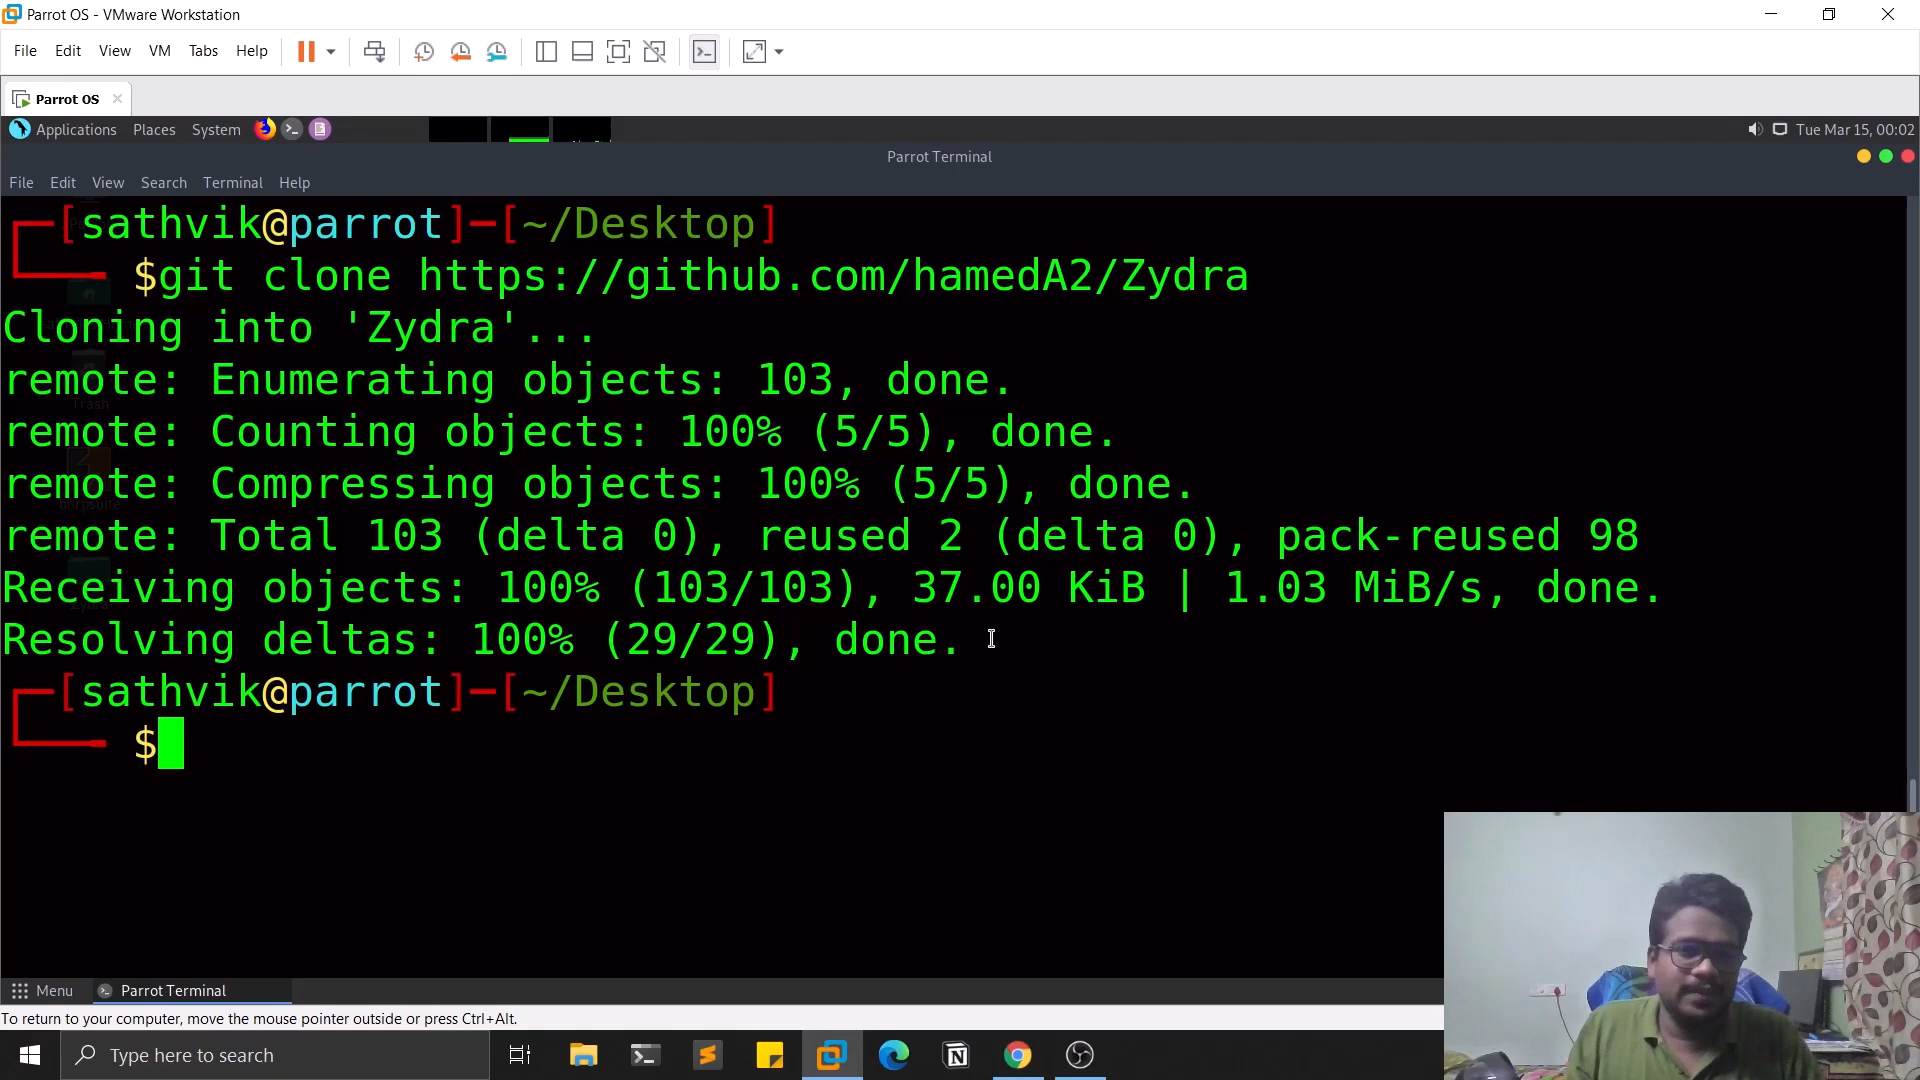 Parrot OS - VMware Workstation
File Edit View VM Tabs Help
Parrot OS
Applications Places System Tue Mar 15, 00:02
Parrot Terminal
File Edit View Search Terminal Help
[sathvik@parrot]-[~/Desktop]
$git clone https://github.com/hamedA2/Zydra
Cloning into 'Zydra'...
remote: Enumerating objects: 103, done.
Trash
remote: Counting objects: 100% (5/5), done.
remote: Compressing objects: 100% (5/5), done.
burpsuite
remote: Total 103 (delta 0), reused 2 (delta 0), pack-reused 98
Receiving objects: 100% (103/103), 37.00 KiB | 1.03 MiB/s, done.
Zydra
Resolving deltas: 100% (29/29), done.
[sathvik@parrot]-[~/Desktop]
$
Menu Parrot Terminal
To return to your computer, move the mouse pointer outside or press Ctrl+Alt.
Type here to search